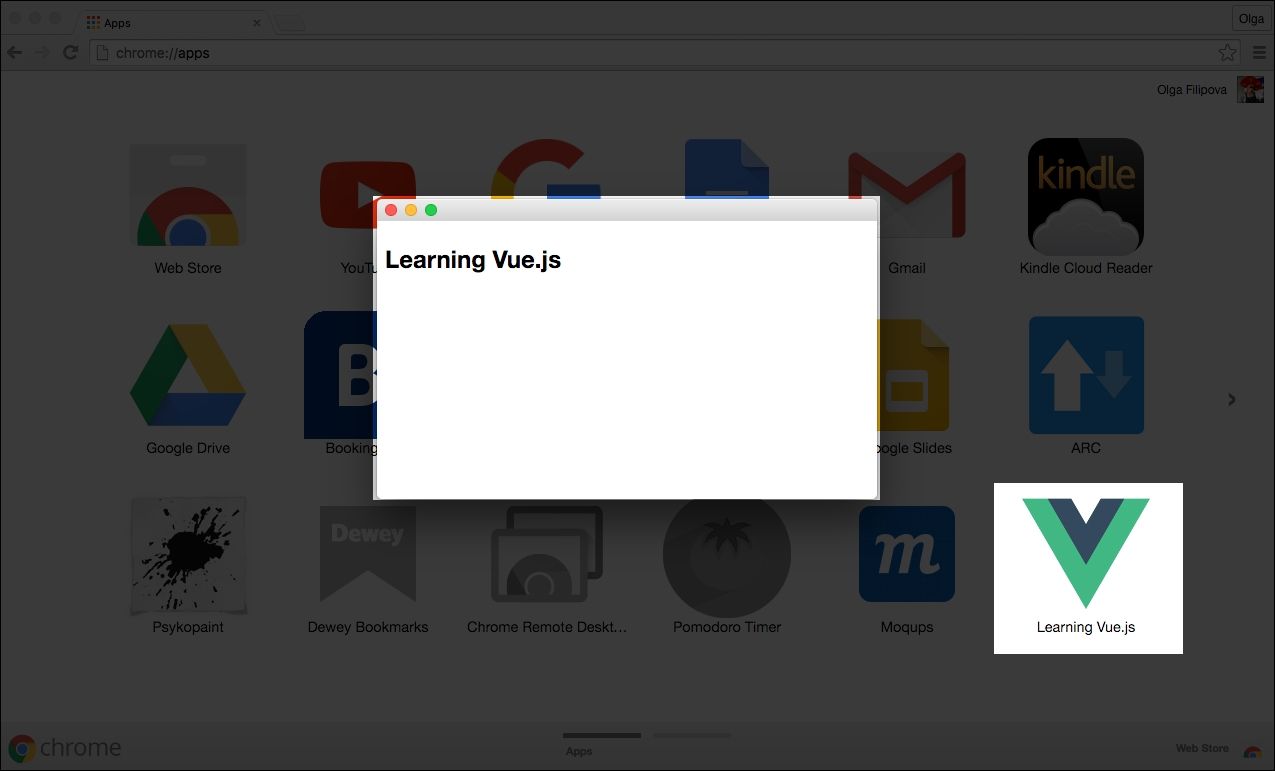 Apps
Olga
chrome://apps
Olga Filipova
kindle
Web Store
YouTu
Gmail
Kindle Cloud Reader
Learning Vue.js
B
Google Drive
Booking
ogle Slides
ARC
Dewey
m
Psykopaint
Dewey Bookmarks
Chrome Remote Deskt...
Pomodoro Timer
Moqups
Learning Vue.js
chrome
Apps
Web Store